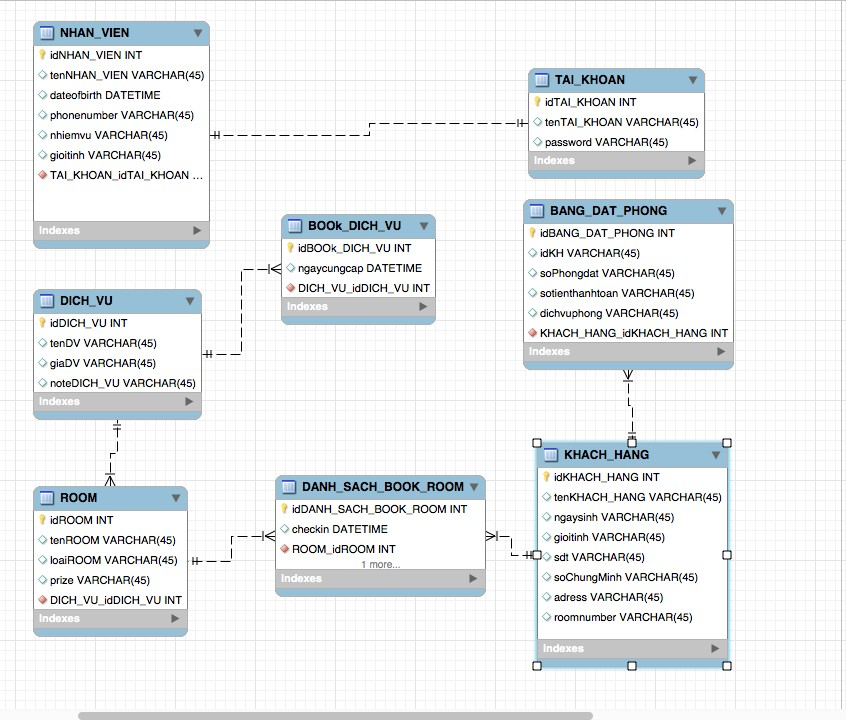 NHAN_VIEN
idNHAN_VIEN INT
tenNHAN_VIEN VARCHAR(45)
dateofbirth DATETIME
phonenumber VARCHAR(45)
nhiemvu VARCHAR(45)
gioitinh VARCHAR(45)
TAI_KHOAN_idTAI_KHOAN ...
Indexes
TAI_KHOAN
idTAI_KHOAN INT
tenTAI_KHOAN VARCHAR(45)
password VARCHAR(45)
Indexes
BOOk_DICH_VU
idBOOk_DICH_VU INT
ngaycungcap DATETIME
DICH_VU_idDICH_VU INT
Indexes
BANG_DAT_PHONG
idBANG_DAT_PHONG INT
idKH VARCHAR(45)
soPhongdat VARCHAR(45)
sotienthanhtoan VARCHAR(45)
dichvuphong VARCHAR(45)
KHACH_HANG_idKHACH_HANG INT
Indexes
DICH_VU
idDICH_VU INT
tenDV VARCHAR(45)
giaDV VARCHAR(45)
noteDICH_VU VARCHAR(45)
Indexes
ROOM
idROOM INT
tenROOM VARCHAR(45)
loaiROOM VARCHAR(45)
prize VARCHAR(45)
DICH_VU_idDICH_VU INT
Indexes
DANH_SACH_BOOK_ROOM
idDANH_SACH_BOOK_ROOM INT
checkin DATETIME
ROOM_idROOM INT
1 more...
Indexes
KHACH_HANG
idKHACH_HANG INT
tenKHACH_HANG VARCHAR(45)
ngaysinh VARCHAR(45)
gioitinh VARCHAR(45)
sdt VARCHAR(45)
soChungMinh VARCHAR(45)
adress VARCHAR(45)
roomnumber VARCHAR(45)
Indexes